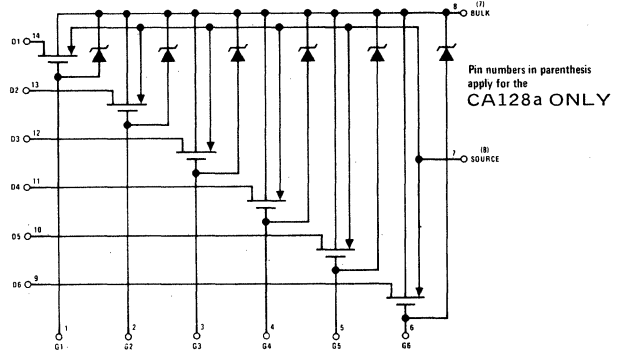 8 (7)
BULK
D1 14
Pin numbers in parenthesis
apply for the
CA128a ONLY
D2 13
D3 12
7 (8)
SOURCE
D4 11
D5 10
D6 9
1 2 3 4 5 6
G1 G2 G3 G4 G5 G6